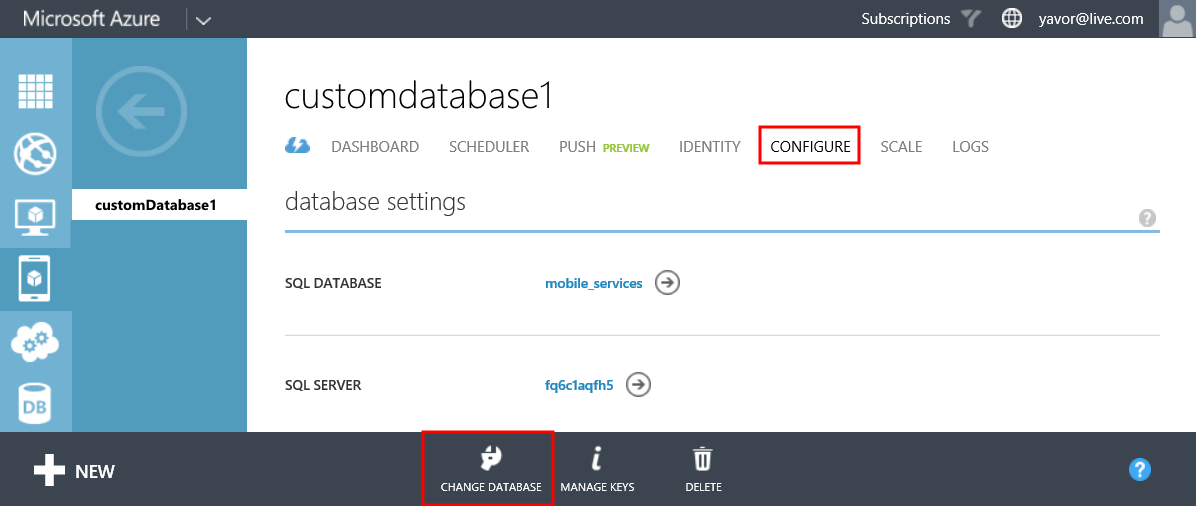 Microsoft Azure
Subscriptions yavor@live.com
customdatabase1
DASHBOARD SCHEDULER PUSH PREVIEW IDENTITY CONFIGURE SCALE LOGS
customDatabase1
database settings
?
SQL DATABASE mobile_services
SQL SERVER fq6c1aqfh5
DB
NEW
CHANGE DATABASE MANAGE KEYS DELETE
?